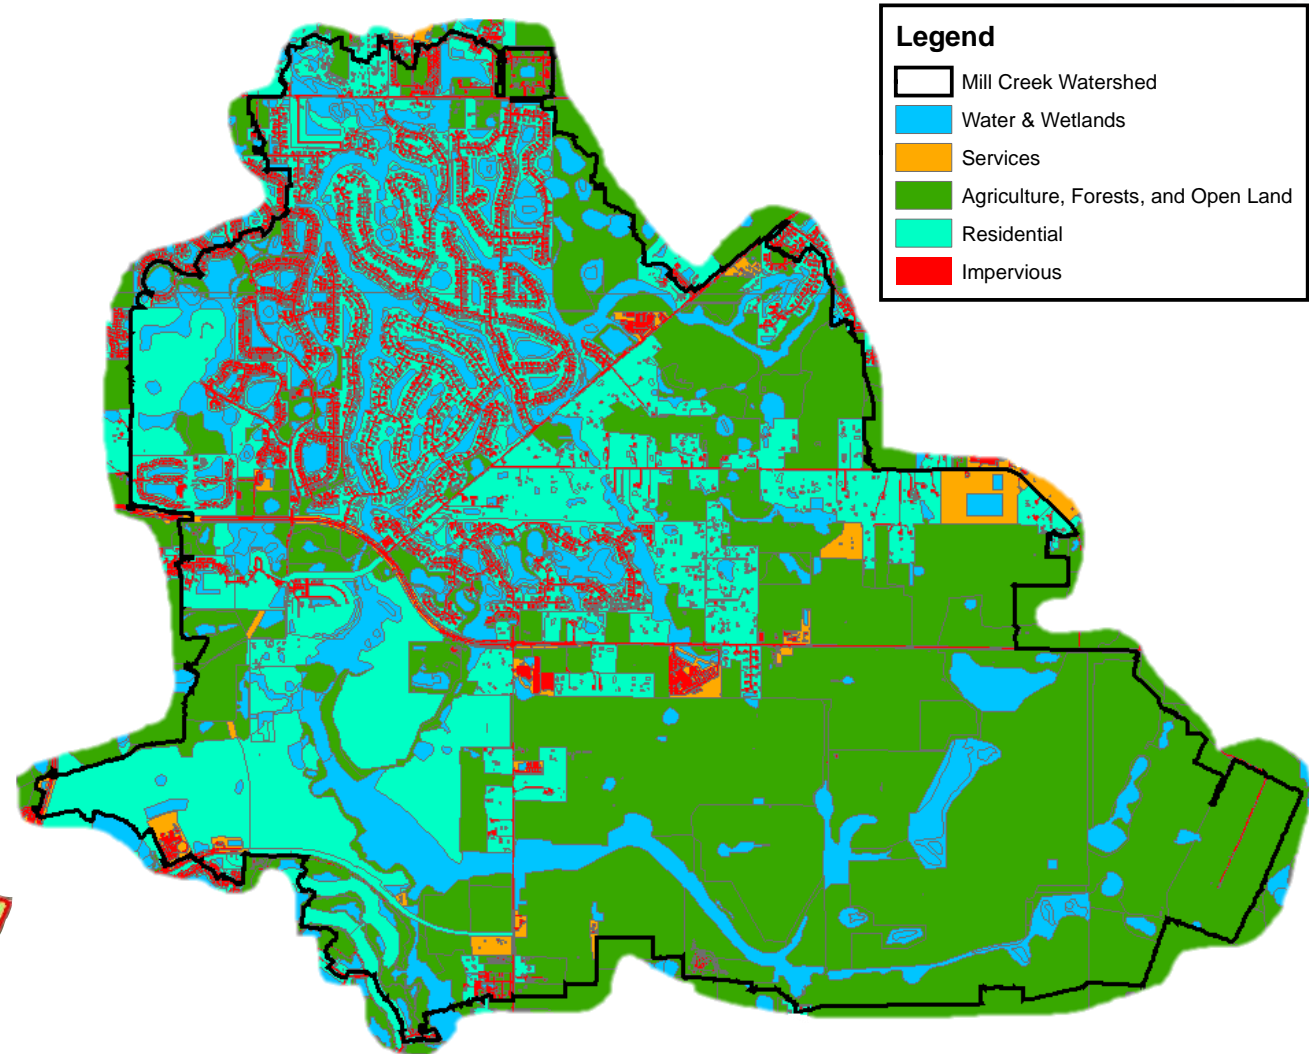 Legend
Mill Creek Watershed
Water & Wetlands
Services
Agriculture, Forests, and Open Land
Residential
Impervious